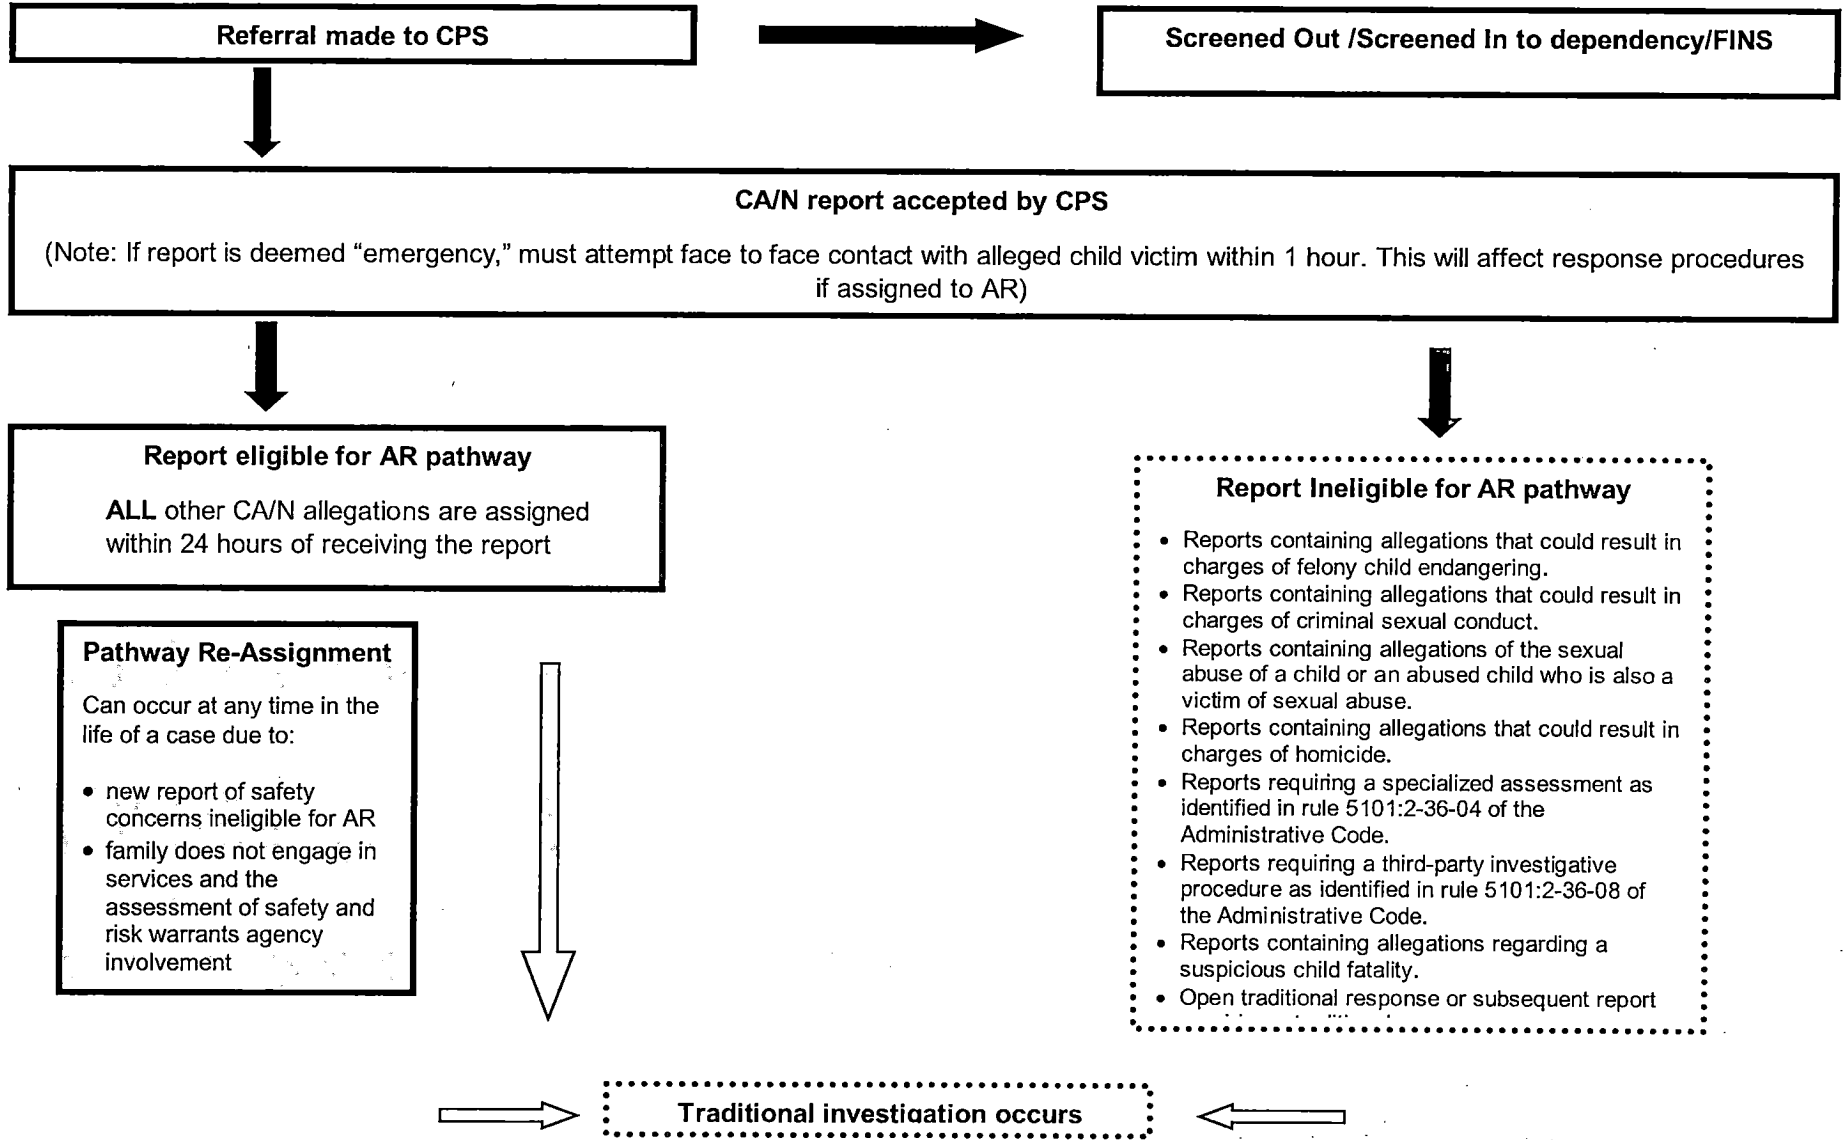 Referral made to CPS
Screened Out /Screened In to dependency/FINS
CA/N report accepted by CPS
(Note: If report is deemed “emergency,” must attempt face to face contact with alleged child victim within 1 hour. This will affect response procedures
if assigned to AR)
Report eligible for AR pathway
ALL other CA/N allegations are assigned
within 24 hours of receiving the report
Pathway Re-Assignment
Can occur at any time in the
life of a case due to:
• new report of safety
concerns ineligible for AR
• family does not engage in
services and the
assessment of safety and
risk warrants agency
involvement
Report Ineligible for AR pathway
• Reports containing allegations that could result in
charges of felony child endangering.
• Reports containing allegations that could result in
charges of criminal sexual conduct.
• Reports containing allegations of the sexual
abuse of a child or an abused child who is also a
victim of sexual abuse.
• Reports containing allegations that could result in
charges of homicide.
• Reports requiring a specialized assessment as
identified in rule 5101:2-36-04 of the
Administrative Code.
• Reports requiring a third-party investigative
procedure as identified in rule 5101:2-36-08 of
the Administrative Code.
• Reports containing allegations regarding a
suspicious child fatality.
• Open traditional response or subsequent report
Traditional investigation occurs